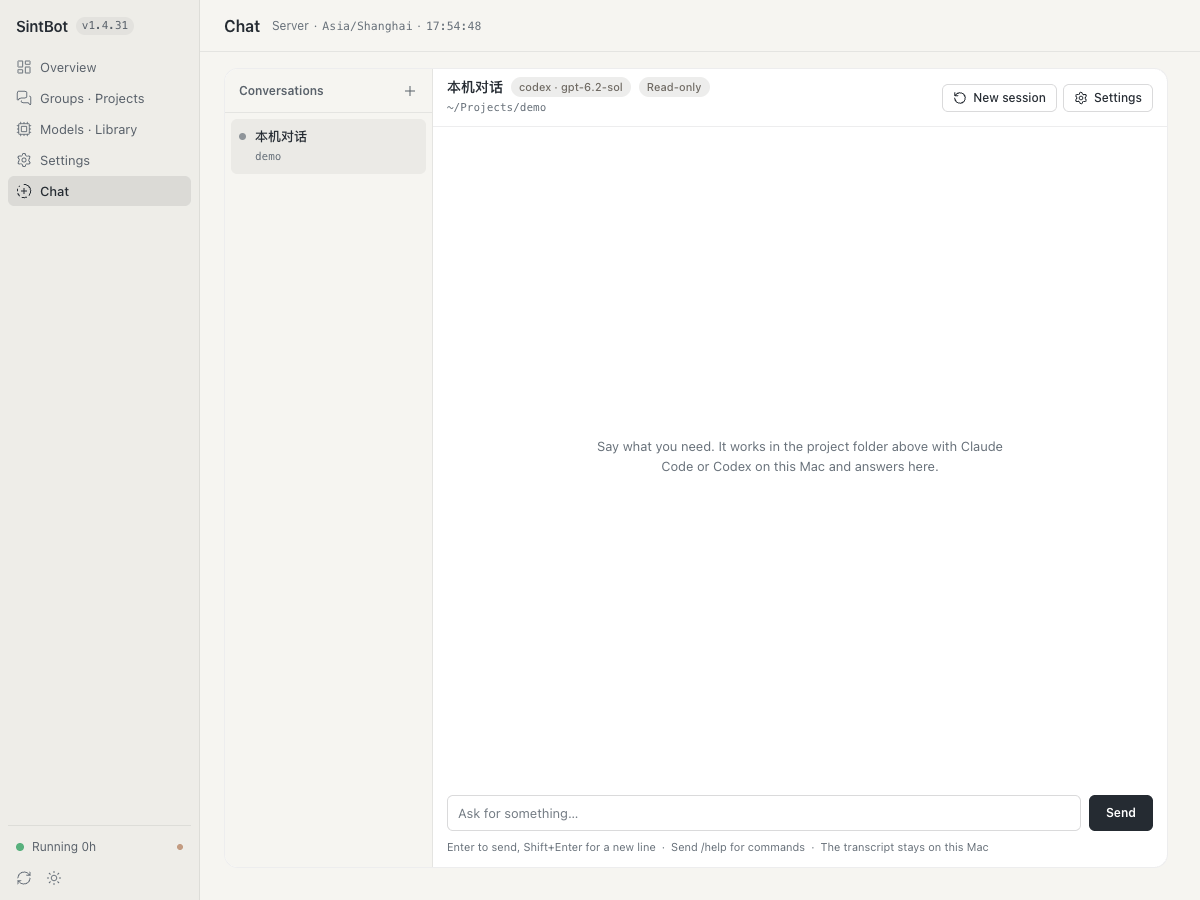 SintBot v1.4.31
Overview
Groups · Projects
Models · Library
Settings
Chat
Running 0h
Chat Server · Asia/Shanghai · 17:54:48
Conversations
本机对话
demo
本机对话 codex · gpt-6.2-sol Read-only
~/Projects/demo
New session
Settings
Say what you need. It works in the project folder above with Claude
Code or Codex on this Mac and answers here.
Ask for something...
Send
Enter to send, Shift+Enter for a new line · Send /help for commands · The transcript stays on this Mac